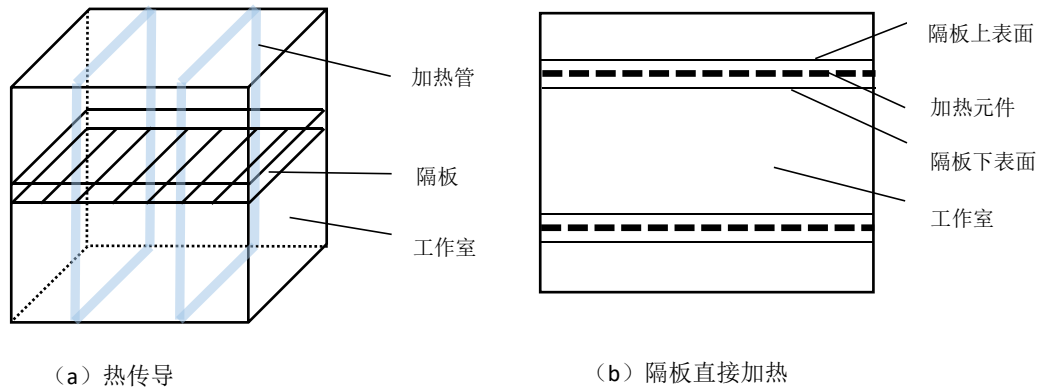 加热管
隔板
工作室
（a）热传导
隔板上表面
加热元件
隔板下表面
工作室
（b）隔板直接加热